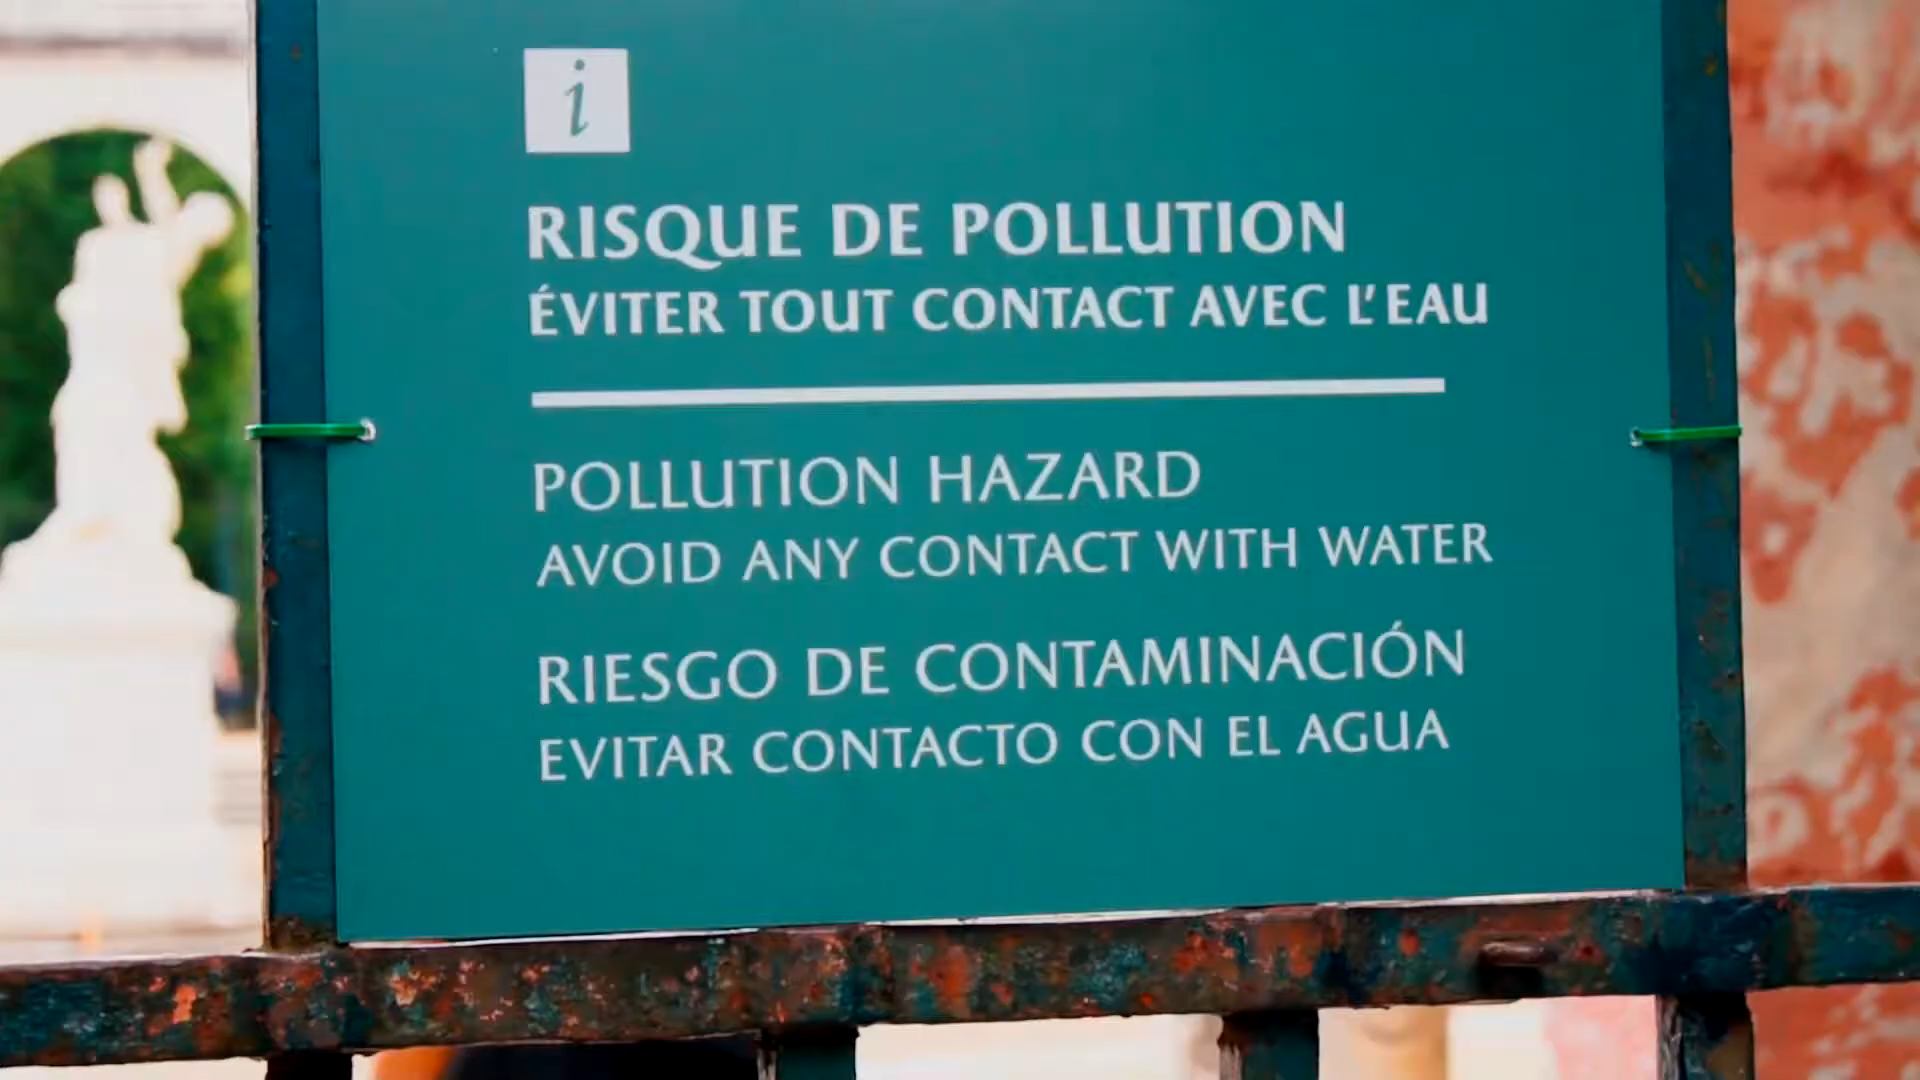 i
RISQUE DE POLLUTION
ÉVITER TOUT CONTACT AVEC L'EAU
POLLUTION HAZARD
AVOID ANY CONTACT WITH WATER
RIESGO DE CONTAMINACIÓN
EVITAR CONTACTO CON EL AGUA